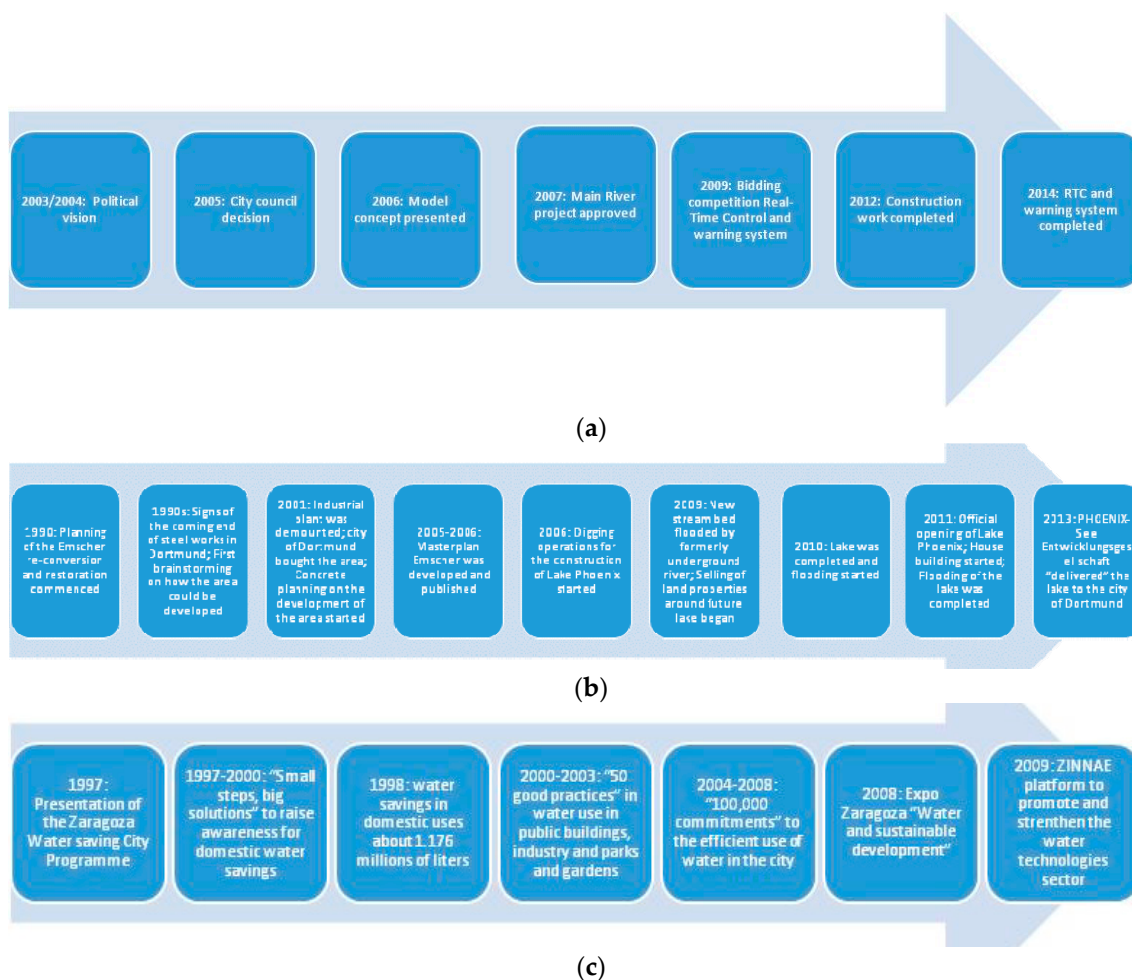 2003/2004: Political
vision
2005: City council
decision
2006: Model
concept presented
2007: Main River
project approved
2009: Bidding
competition Real-
Time Control and
warning system
2012: Construction
work completed
2014: RTC and
warning system
completed
(a)
1990: Planning
of the Emscher
re-conversion
and restoration
commenced
1990s: Signs of
the coming end
of steel works in
Dortmund; First
brainstorming
on how the area
could be
developed
2001: Industrial
plant was
demounted; city
of Dortmund
bought the area;
Concrete
planning on the
development of
the area started
2005-2006:
Masterplan
Emscher was
developed and
published
2006: Digging
operations for
the construction
of Lake Phoenix
started
2009: New
stream bed
flooded by
formerly
underground
river; Selling of
land properties
around future
lake began
2010: Lake was
completed and
flooding started
2011: Official
opening of Lake
Phoenix; House
building started;
Flooding of the
lake was
completed
2013: PHOENIX-
See
Entwicklungsges
ellschaft
"delivered" the
lake to the city
of Dortmund
(b)
1997:
Presentation of
the Zaragoza
Water saving City
Programme
1997-2000: "Small
steps, big
solutions" to raise
awareness for
domestic water
savings
1998: water
savings in
domestic uses
about 1.176
millions of liters
2000-2003: "50
good practices" in
water use in
public buildings,
industry and parks
and gardens
2004-2008:
"100,000
commitments" to
the efficient use of
water in the city
2008: Expo
Zaragoza "Water
and sustainable
development"
2009: ZINNAE
platform to
promote and
strenthen the
water
technologies
sector
(c)